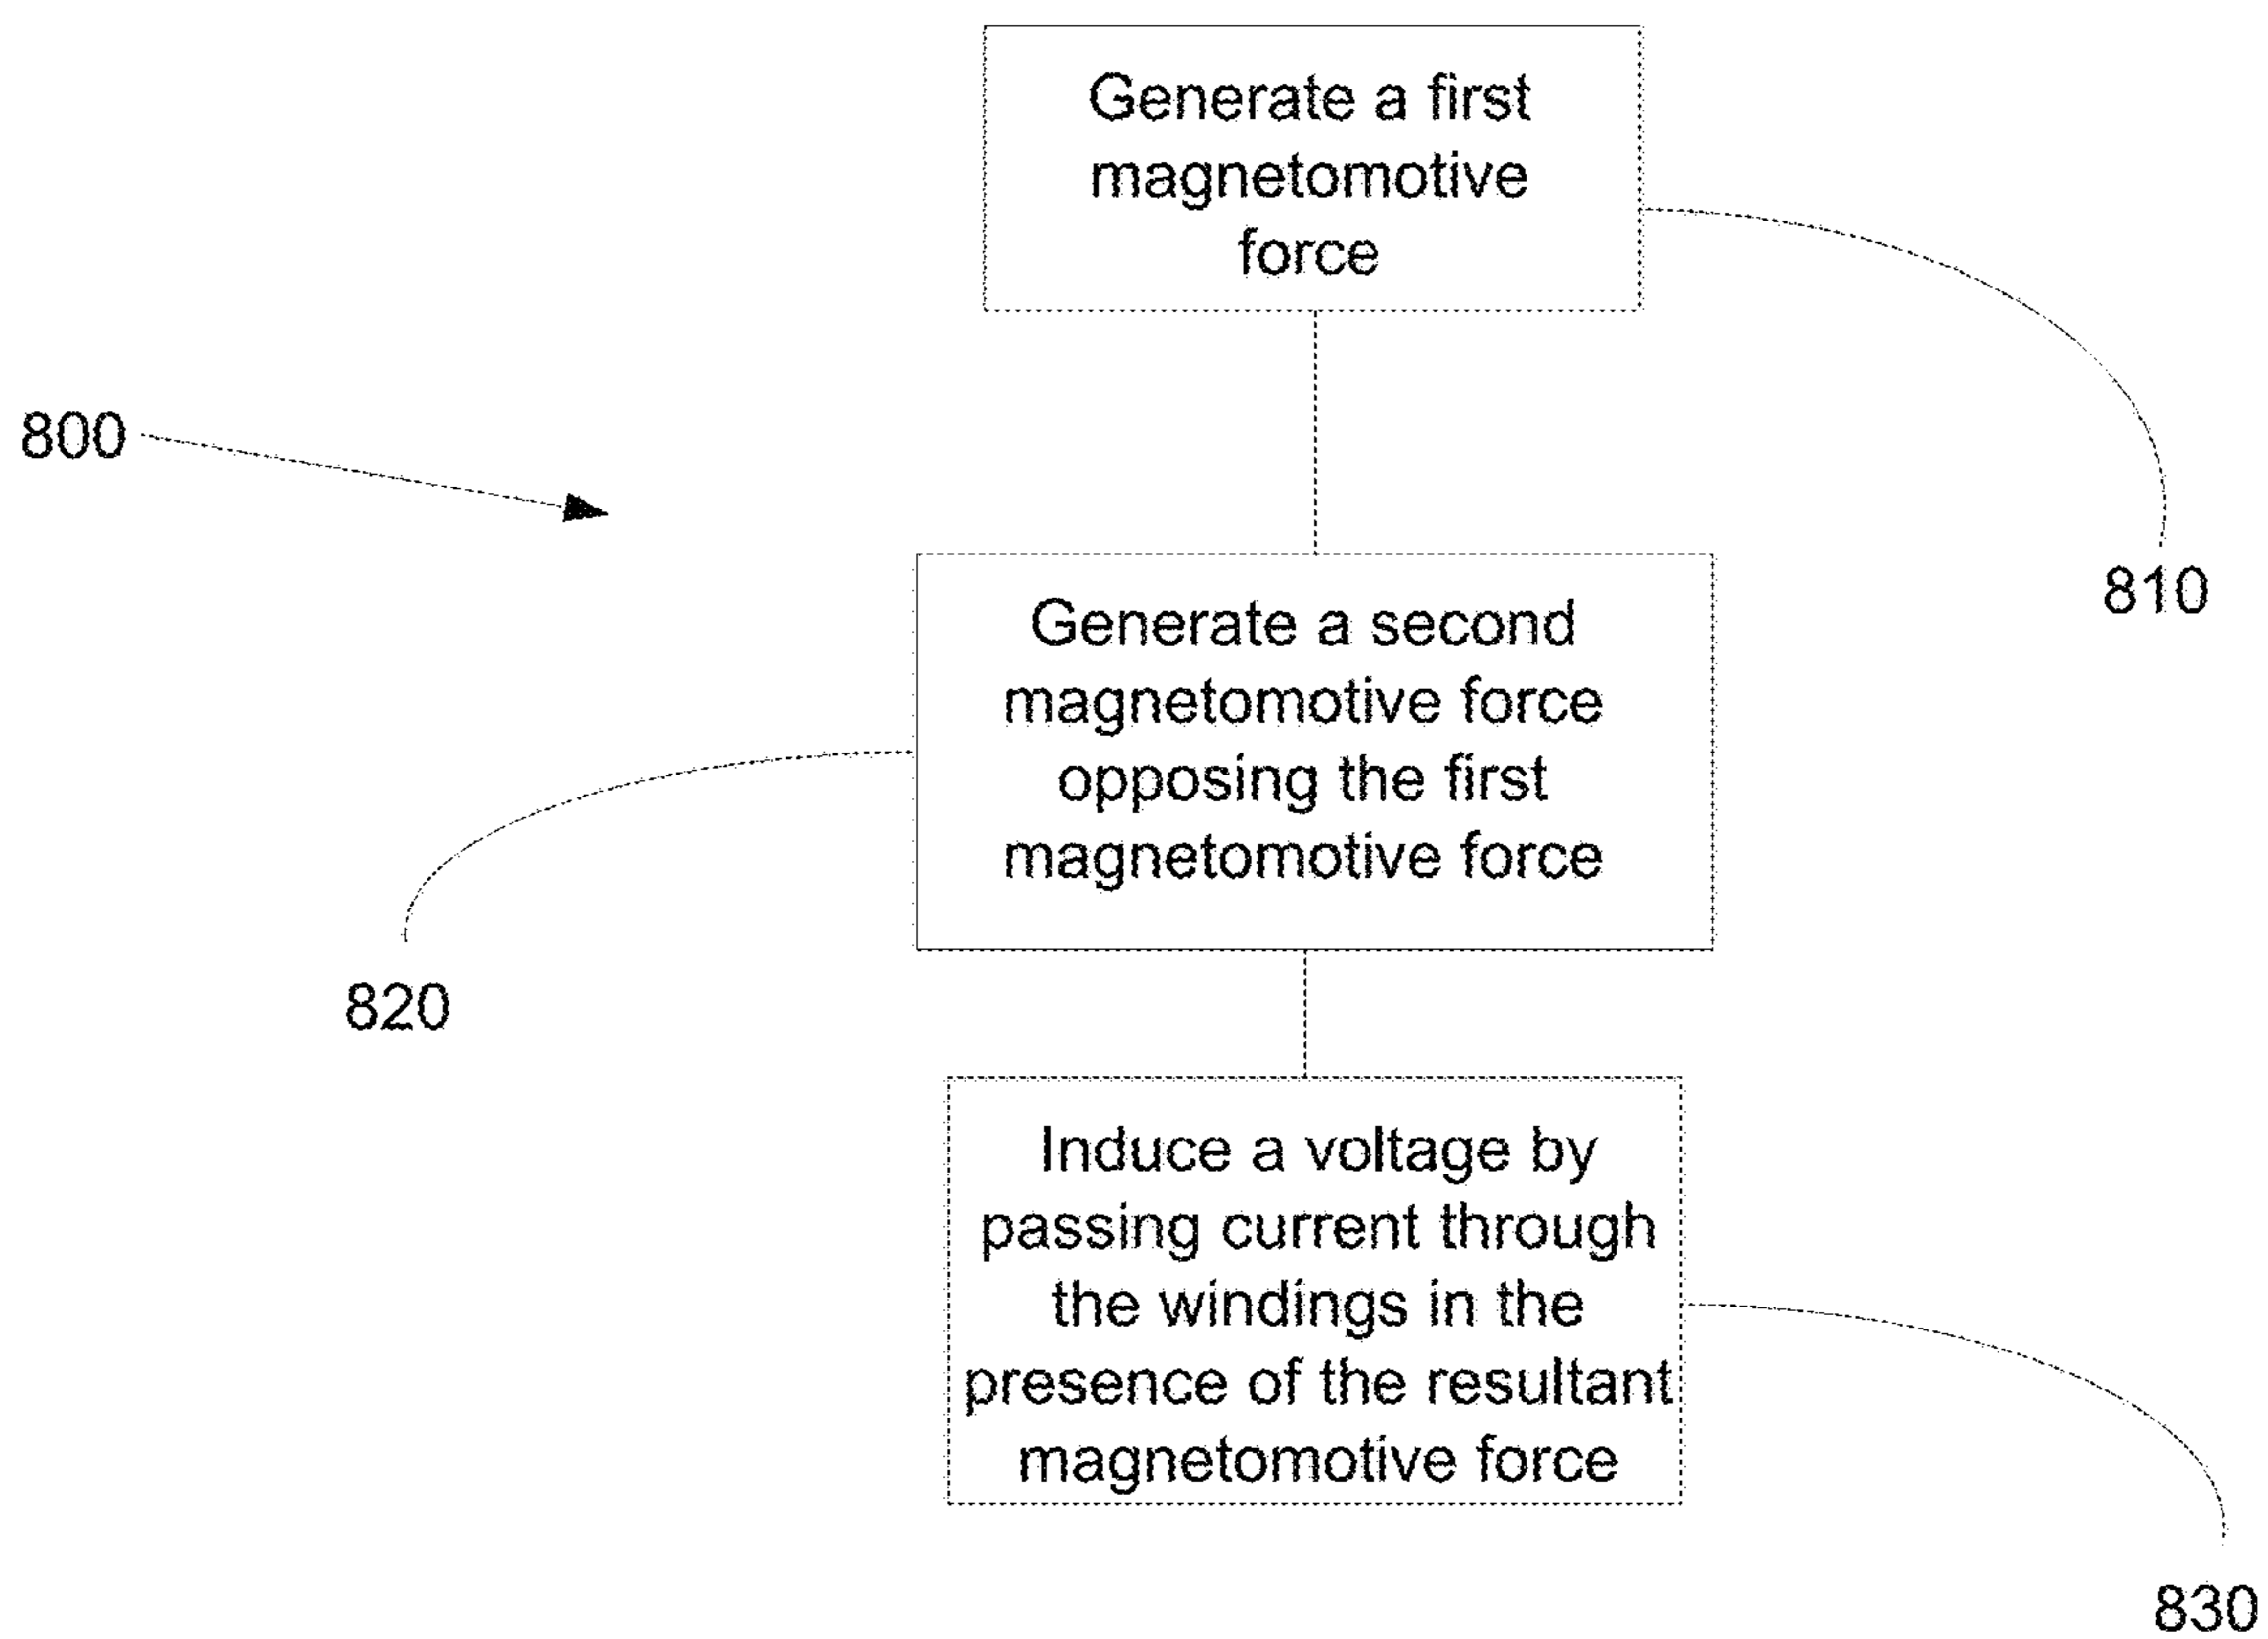 Generate a first
magnetomotive
force
800
810
Generate a second
magnetomotive force
opposing the first
magnetomotive force
820
Induce a voltage by
passing current through
the windings in the
presence of the resultant
magnetomotive force
830